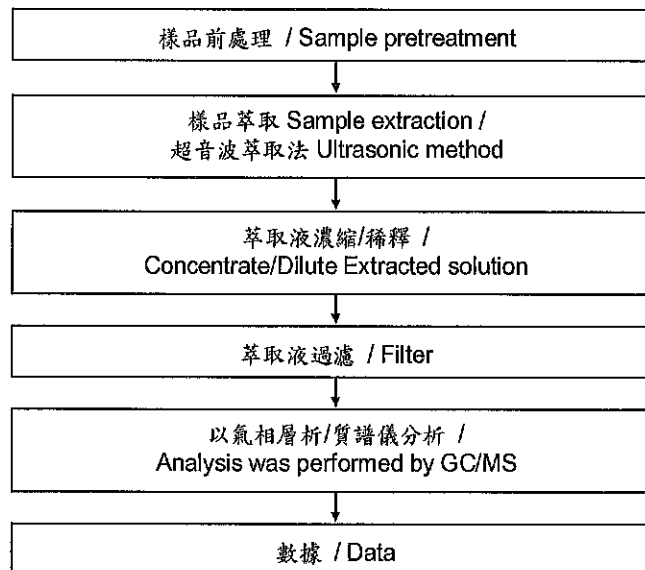 樣品前處理 / Sample pretreatment
樣品萃取 Sample extraction /
超音波萃取法 Ultrasonic method
萃取液濃縮/稀釋 /
Concentrate/Dilute Extracted solution
萃取液過濾 / Filter
以氣相層析/質譜儀分析 /
Analysis was performed by GC/MS
數據 / Data